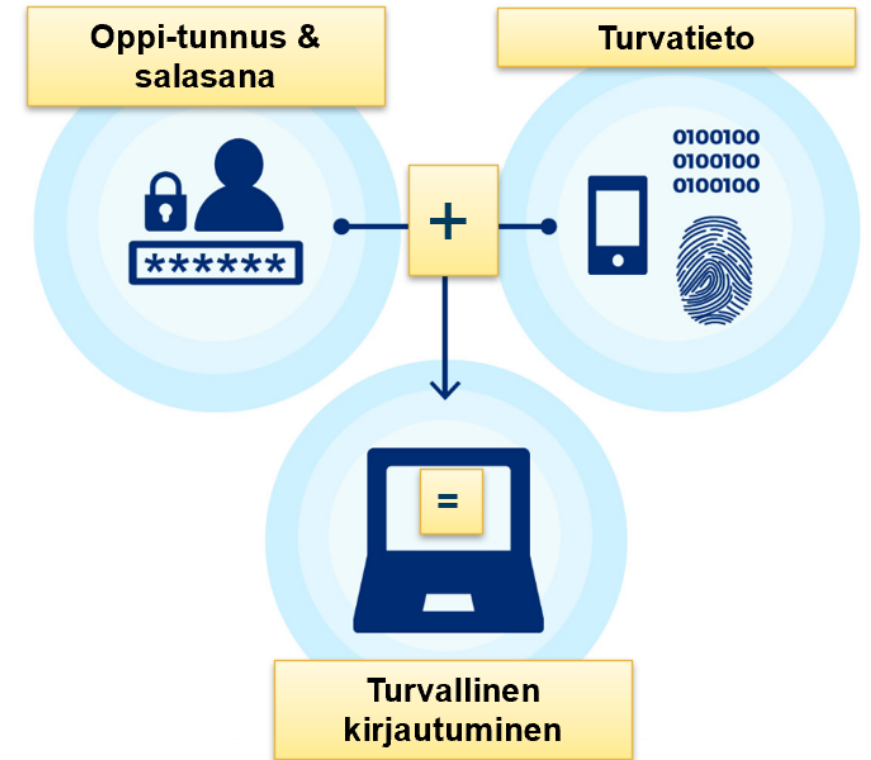 Oppi-tunnus &
salasana
Turvatieto
0100100
0100100
0100100
+
******
=
Turvallinen
kirjautuminen